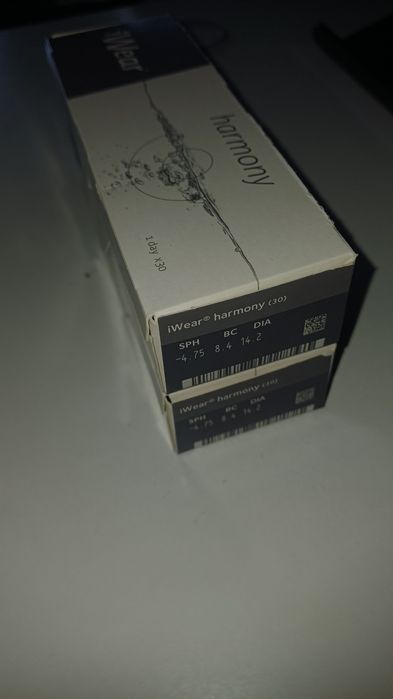 iWear
harmony
1 day x30
iWear® harmony (30)
SPH BC DIA
-4.75 8.4 14.2
iWear® harmony (30)
SPH BC DIA
-4.75 8.4 14.2